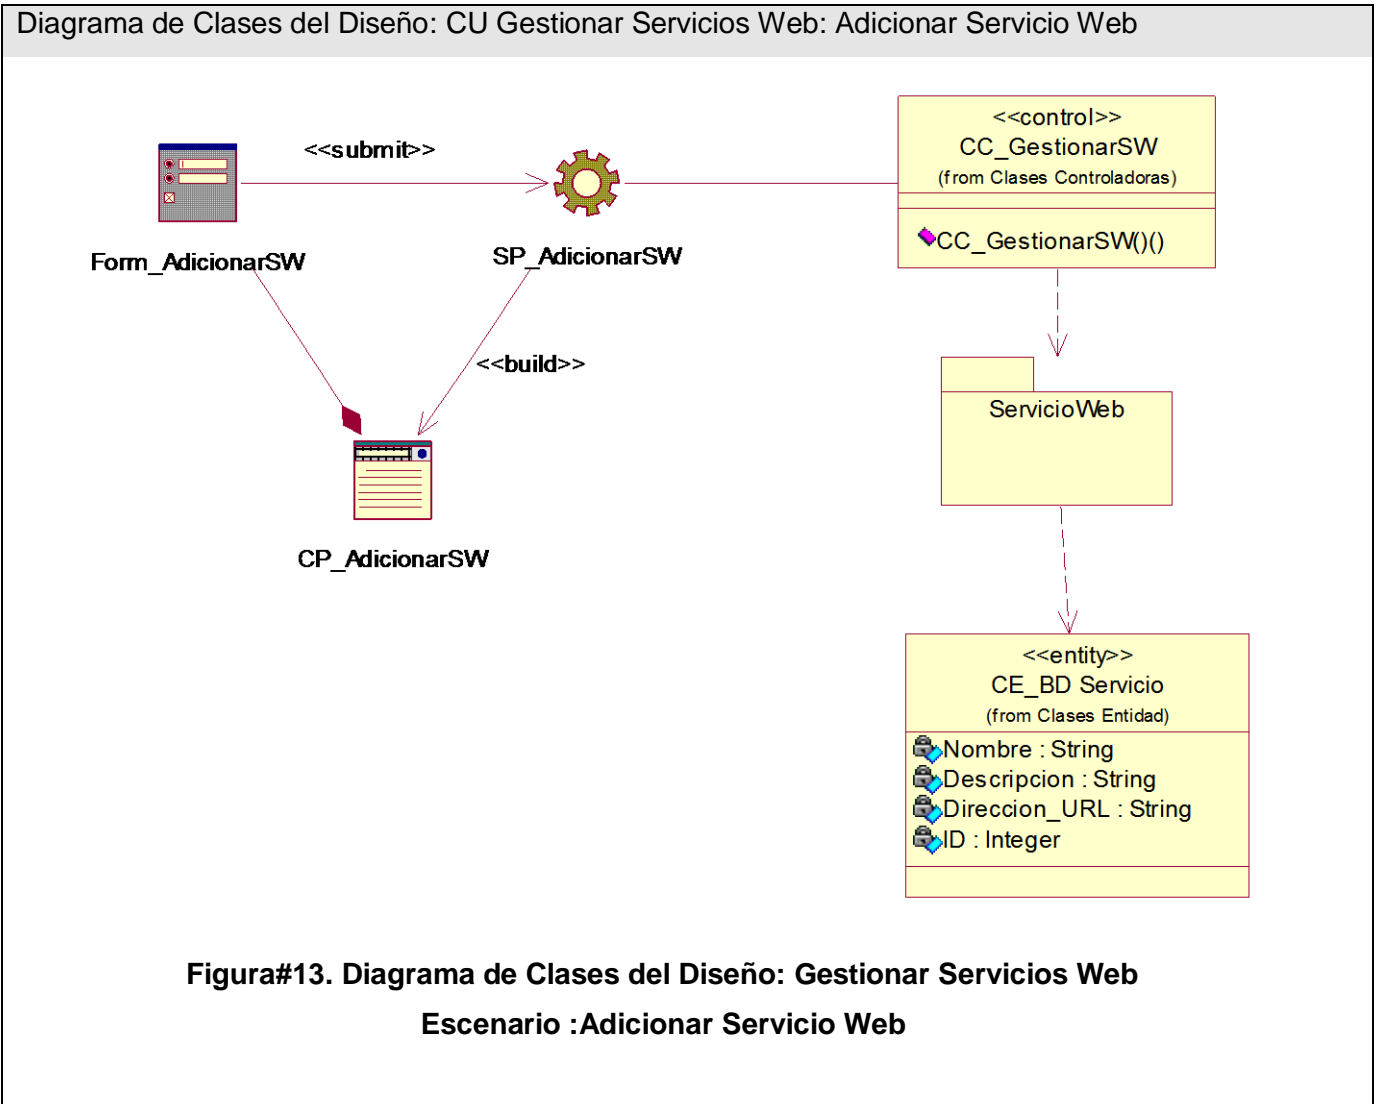 Diagrama de Clases del Diseño: CU Gestionar Servicios Web: Adicionar Servicio Web
<<submit>>
Form_AdicionarSW
SP_AdicionarSW
<<build>>
CP_AdicionarSW
<<control>>
CC_GestionarSW
(from Clases Controladoras)
CC_GestionarSW()()
ServicioWeb
<<entity>>
CE_BD Servicio
(from Clases Entidad)
Nombre : String
Descripcion : String
Direccion_URL : String
ID : Integer
Figura#13. Diagrama de Clases del Diseño: Gestionar Servicios Web
Escenario :Adicionar Servicio Web